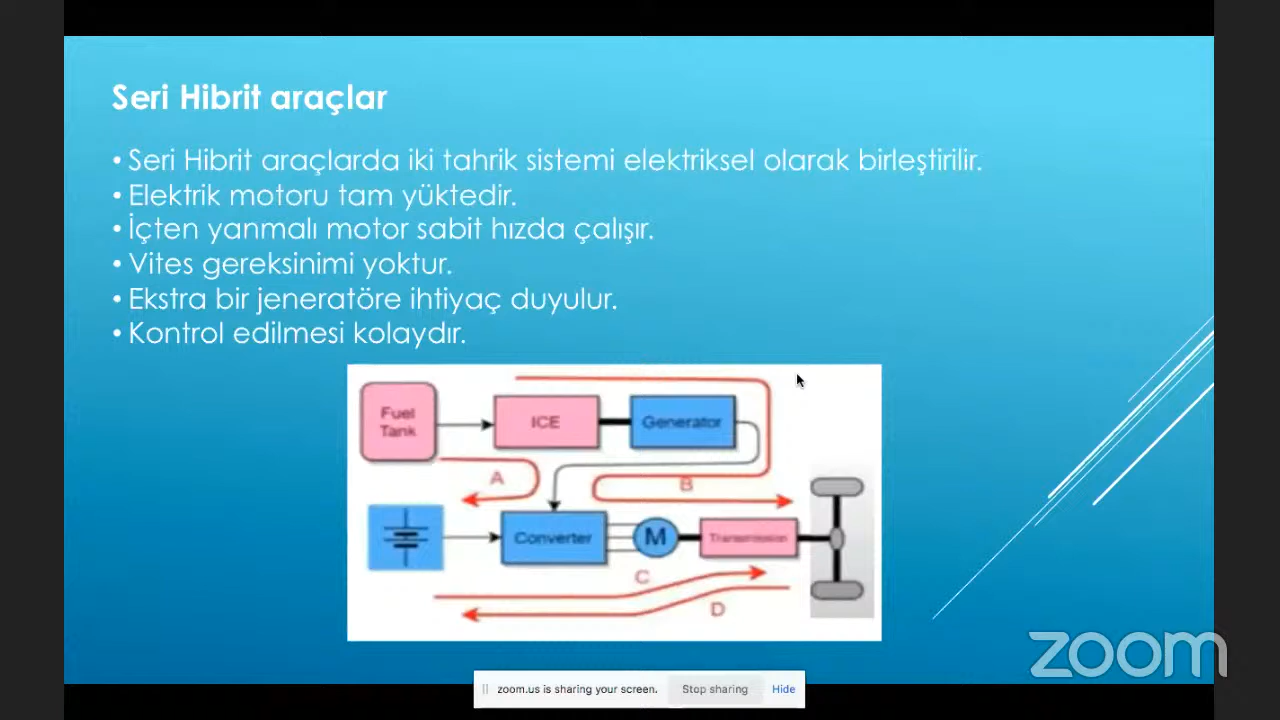 Seri Hibrit araçlar
• Seri Hibrit araçlarda iki tahrik sistemi elektriksel olarak birleştirilir.
• Elektrik motoru tam yüktedir.
• İçten yanmalı motor sabit hızda çalışır.
• Vites gereksinimi yoktur.
• Ekstra bir jeneratöre ihtiyaç duyulur.
• Kontrol edilmesi kolaydır.
Fuel
Tank
ICE
Generator
A
B
Converter
M
Transmission
C
D
zoom
zoom.us is sharing your screen.
Stop sharing
Hide